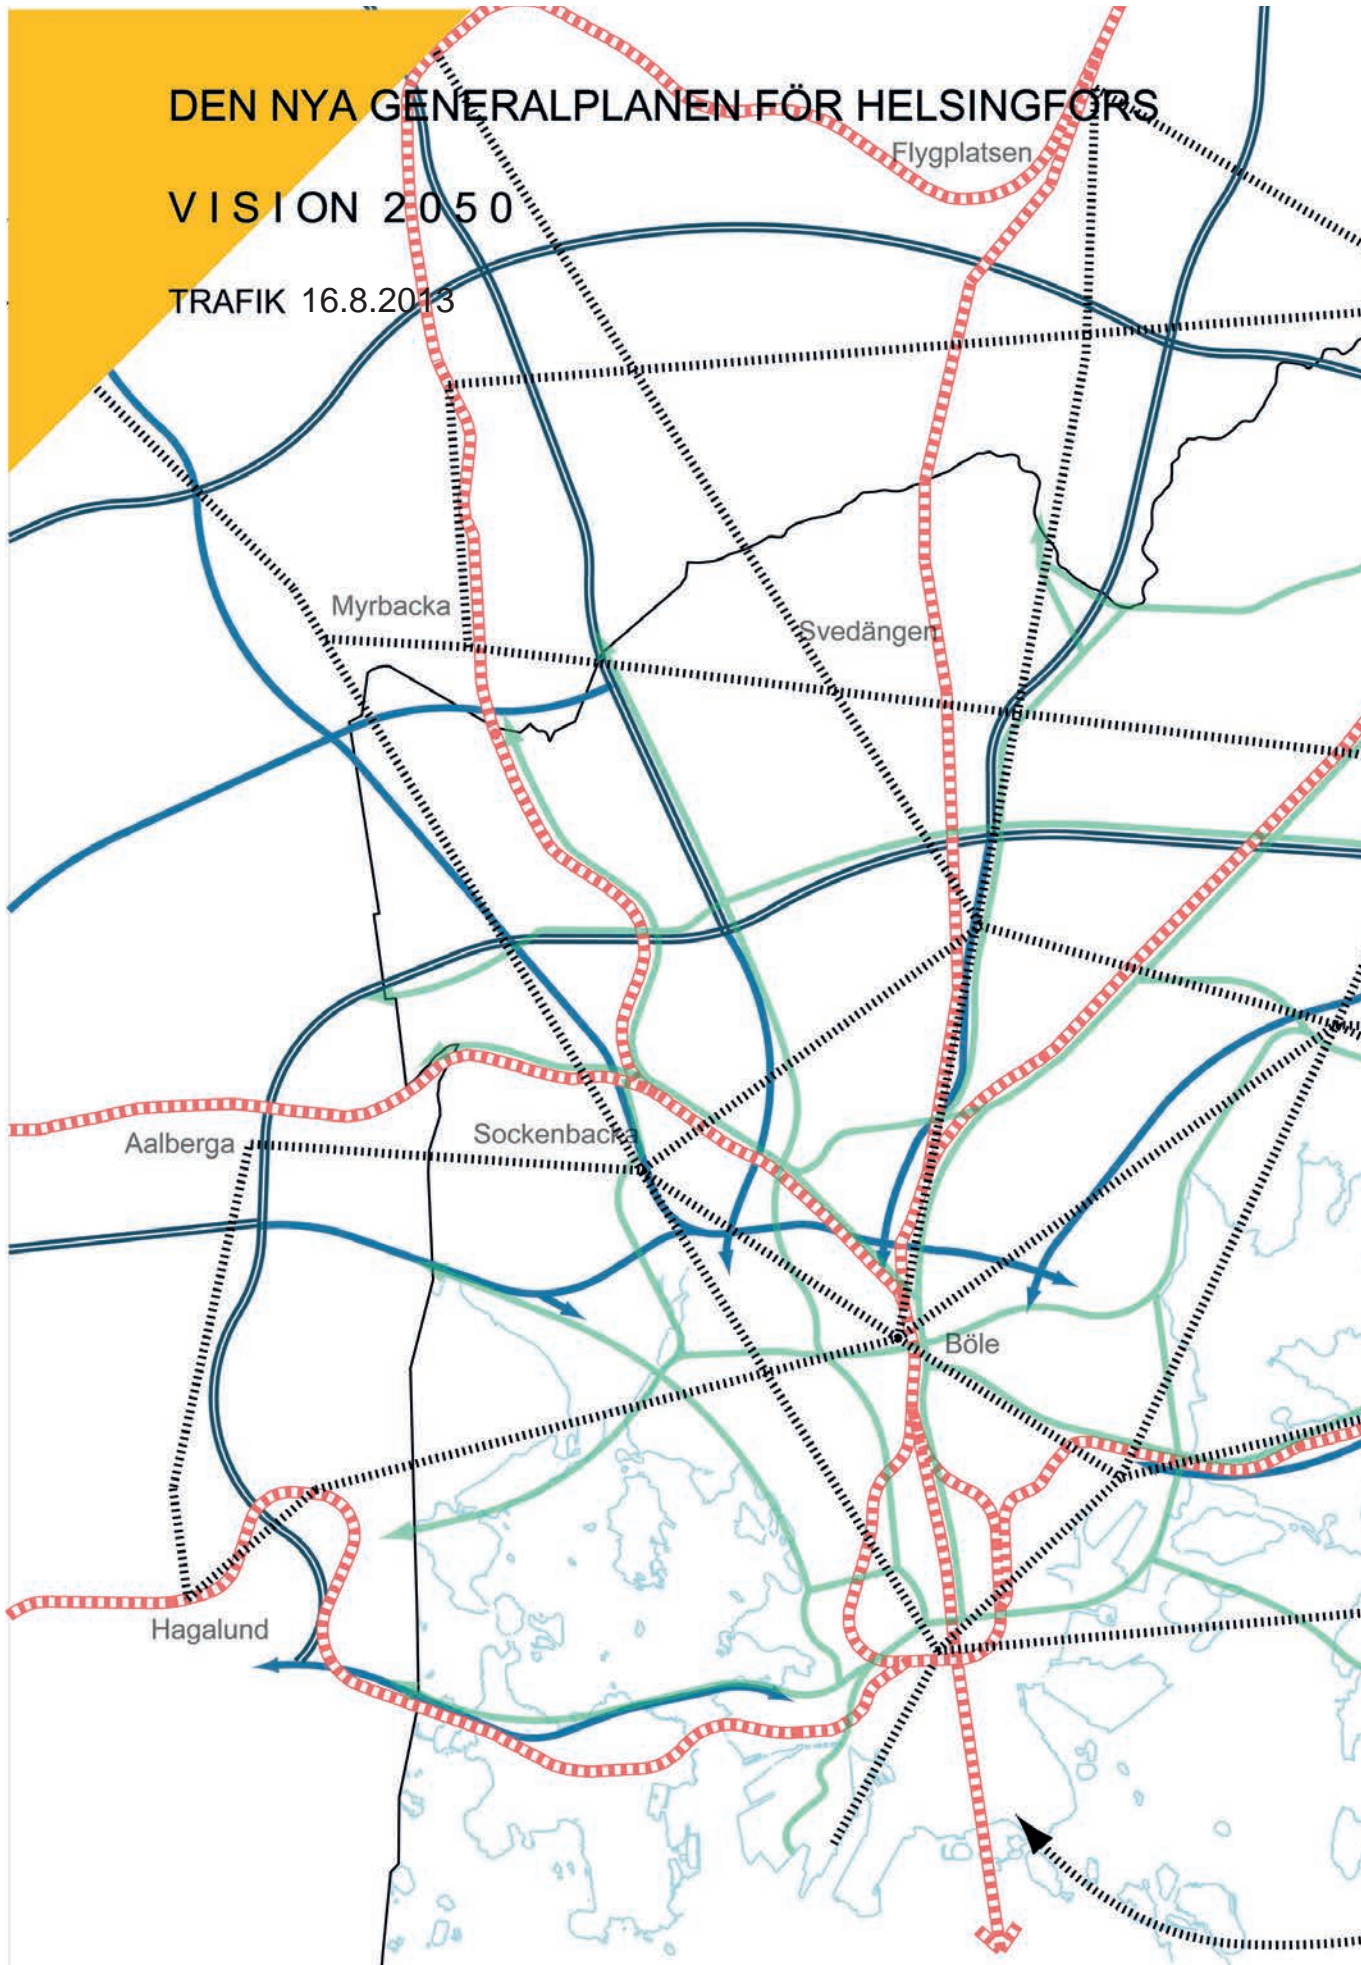 DEN NYA GENERALPLANEN FÖR HELSINGFORS
Flygplatsen
VISION 2050
TRAFIK 16.8.2013
Myrbacka
Svedängen
Sockenbacka
Aalberga
Böle
Hagalund